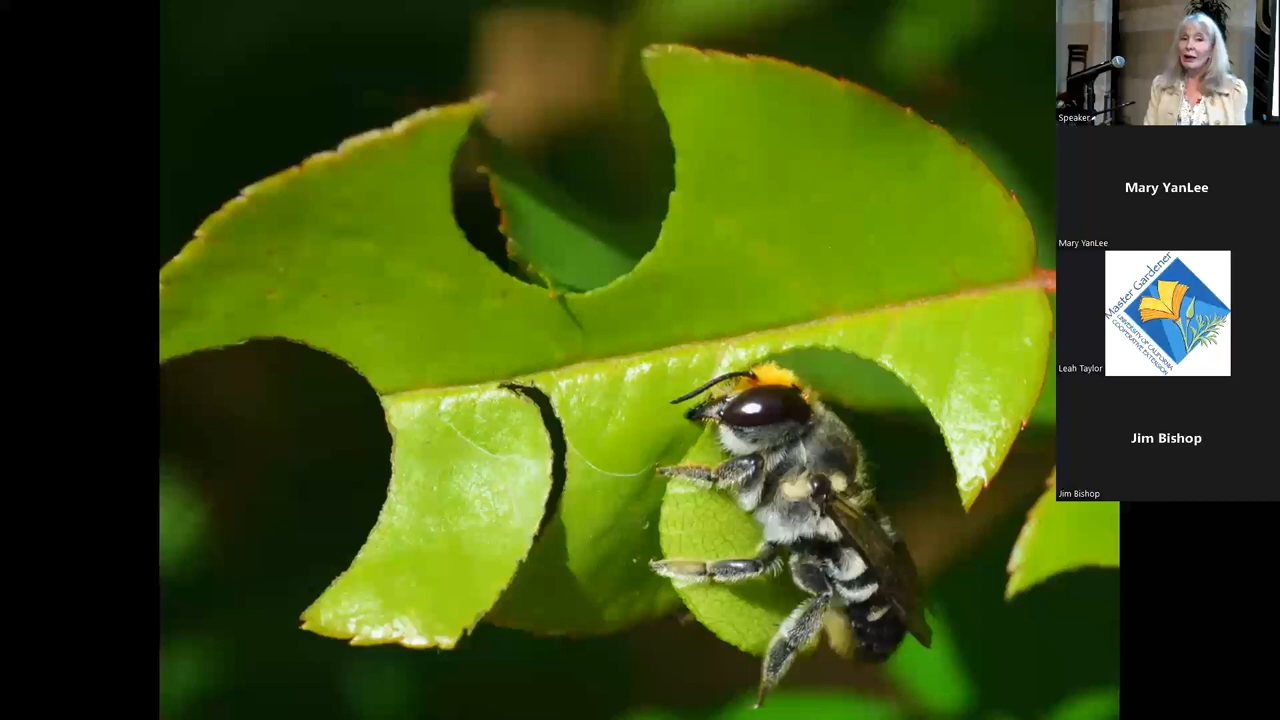 Speaker
Mary YanLee
Mary YanLee
Master Gardener
UNIVERSITY OF CALIFORNIA
COOPERATIVE EXTENSION
Leah Taylor
Jim Bishop
Jim Bishop